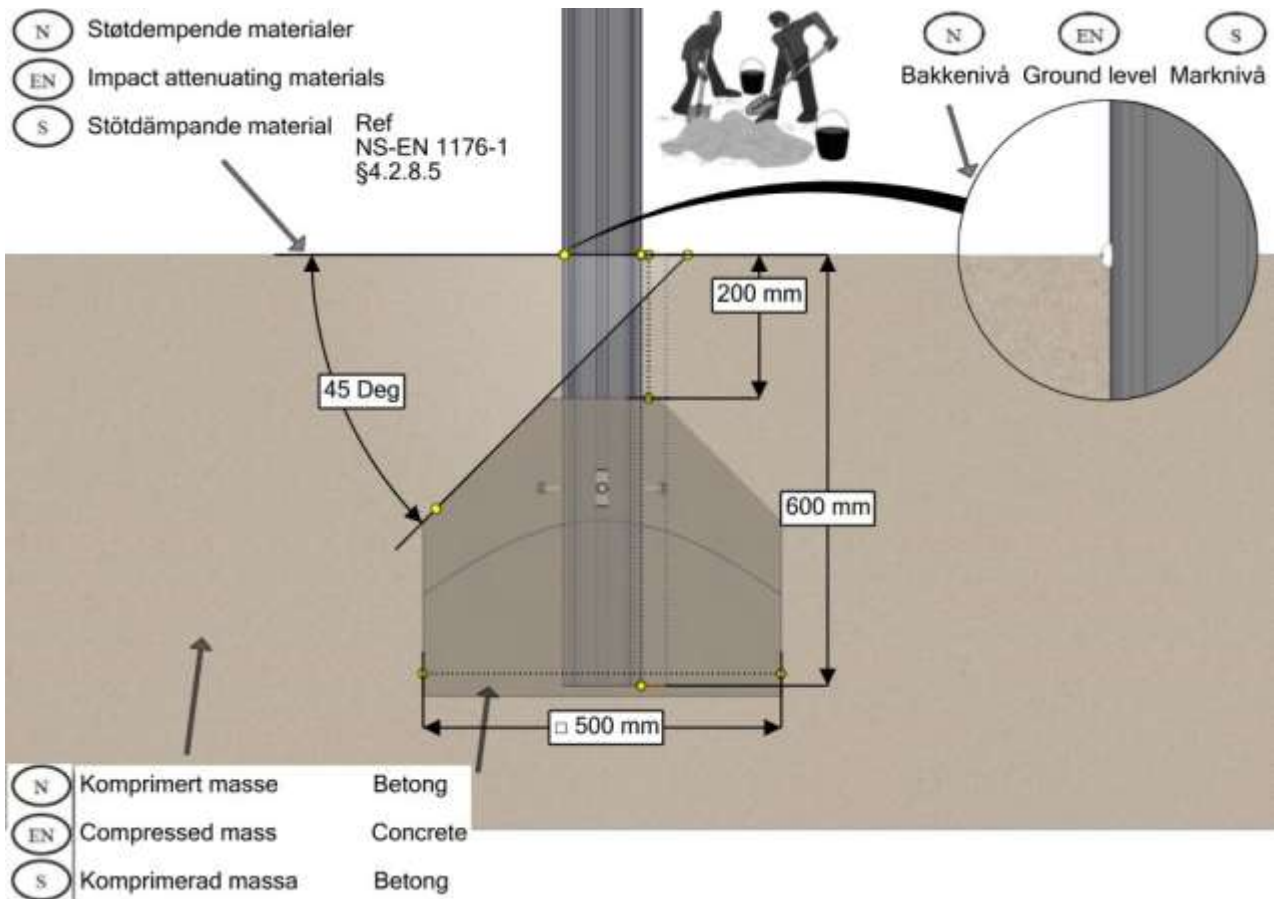 N Støtdempende materialer
EN Impact attenuating materials
S Stötdämpande material
Ref
NS-EN 1176-1
§4.2.8.5
N EN S
Bakkenivå Ground level Marknivå
200 mm
45 Deg
600 mm
□ 500 mm
N Komprimert masse Betong
EN Compressed mass Concrete
S Komprimerad massa Betong